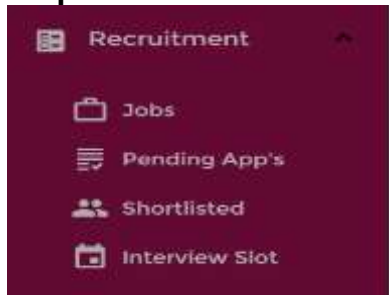 Recruitment
Jobs
Pending App's
Shortlisted
Interview Slot